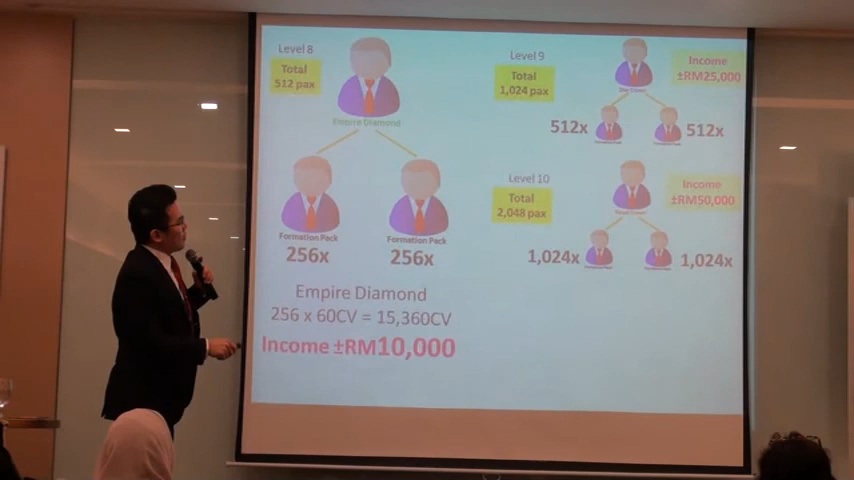 Level 8
Total
512 pax
Empire Diamond
Formation Pack
256x
Formation Pack
256x
Empire Diamond
256 x 60CV = 15,360CV
Income ±RM10,000
Level 9
Total
1,024 pax
Income
±RM25,000
512x
512x
Level 10
Total
2,048 pax
Income
±RM50,000
1,024x
1,024x